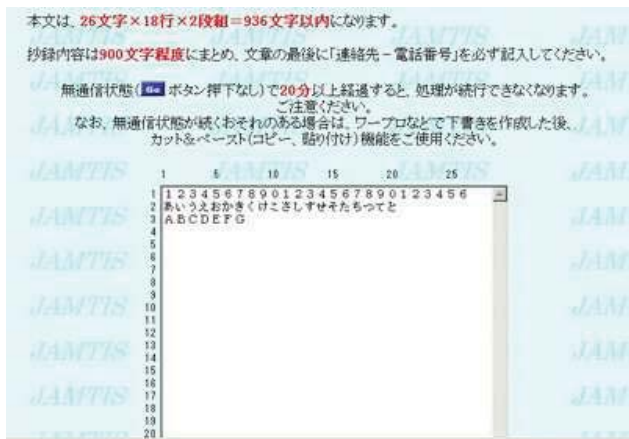 本文は、26文字×18行×2段組=936文字以内になります。
抄録内容は900文字程度にまとめ、文章の最後に「連絡先－電話番号」を必ず記入してください。
無通信状態(Go ボタン押下なし)で20分以上経過すると、処理が続行できなくなります。
ご注意ください。
なお、無通信状態が続くおそれのある場合は、ワープロなどで下書きを作成した後、
カット&ペースト(コピー、貼り付け)機能をご使用ください。
JAMTIS
1 5 10 15 20 25
1 12345678901234567890123456
2 あいうえおかきくけこさしすせそたちつてと
3 ABCDEFG
4
5
6
7
8
9
10
11
12
13
14
15
16
17
18
19
20